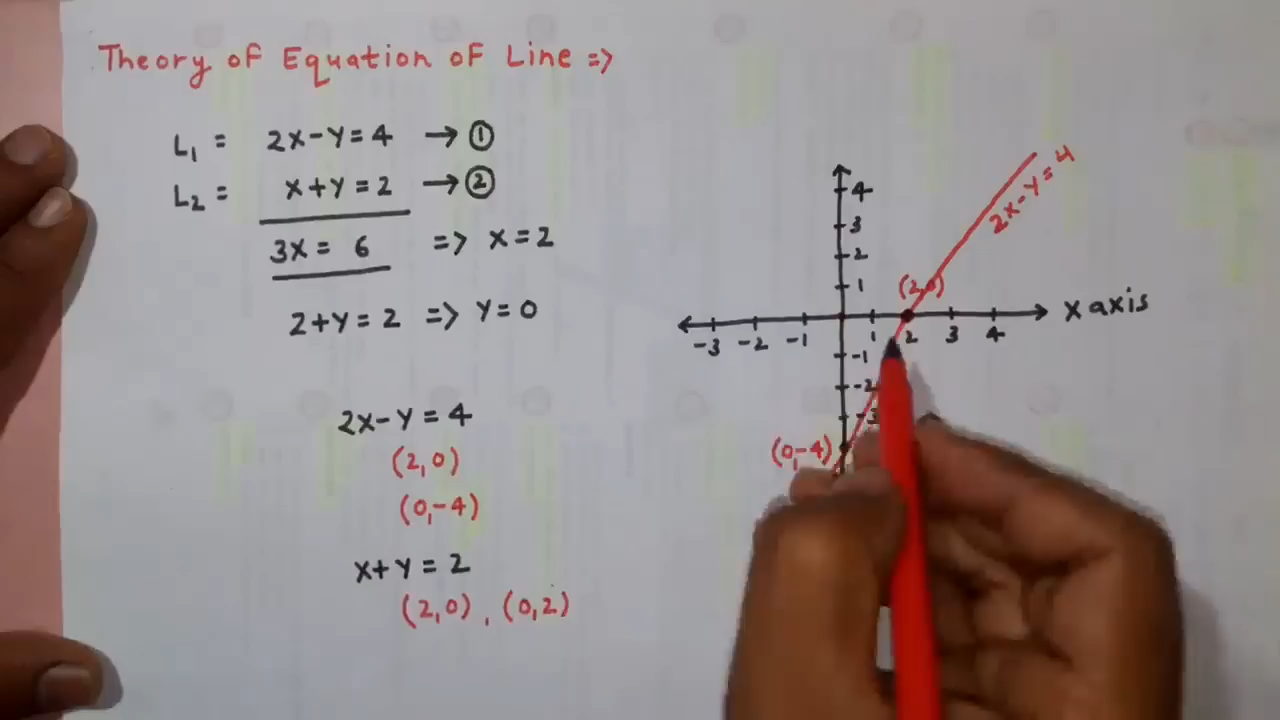 Theory of Equation of Line =>
L₁ = 2x-y=4 → ①
L₂ = x+y=2 → ②
3x = 6 => x=2
2+y=2 => y=0
2x-y=4
(2,0)
(0,-4)
x+y=2
(2,0), (0,2)
4
3
2
1
2x-y=4
(2,0)
x axis
-3 -2 -1 1 2 3 4
-1
-2
-3
(0,-4)